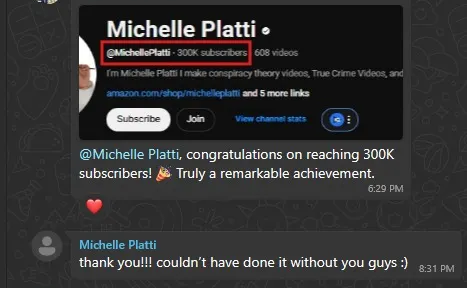 Michelle Platti
@MichellePlatti · 300K subscribers · 608 videos
I'm Michelle Platti I make conspiracy theory videos, True Crime Videos, and
amazon.com/shop/michelleplatti and 5 more links
Subscribe Join View channel stats
@Michelle Platti, congratulations on reaching 300K
subscribers! 🎉 Truly a remarkable achievement.
6:29 PM
❤️
Michelle Platti
thank you!!! couldn't have done it without you guys :)
8:31 PM